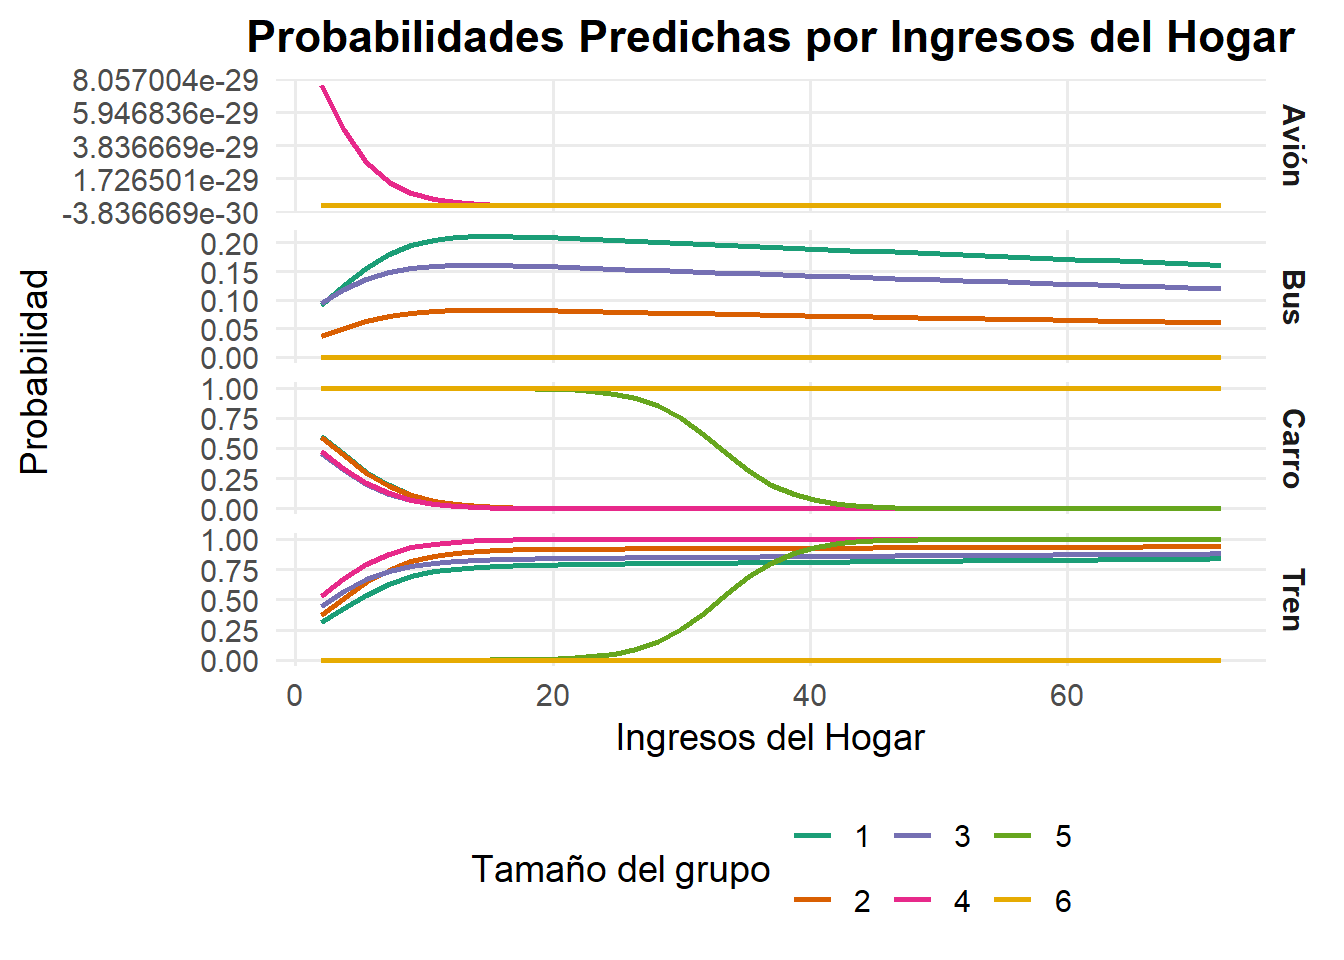 Probabilidades Predichas por Ingresos del Hogar
8.057004e-29
5.946836e-29
3.836669e-29
1.726501e-29
-3.836669e-30
Avión
0.20
0.15
0.10
0.05
0.00
Bus
1.00
0.75
0.50
0.25
0.00
Carro
1.00
0.75
0.50
0.25
0.00
Tren
Probabilidad
0 20 40 60
Ingresos del Hogar
Tamaño del grupo
1 3 5
2 4 6